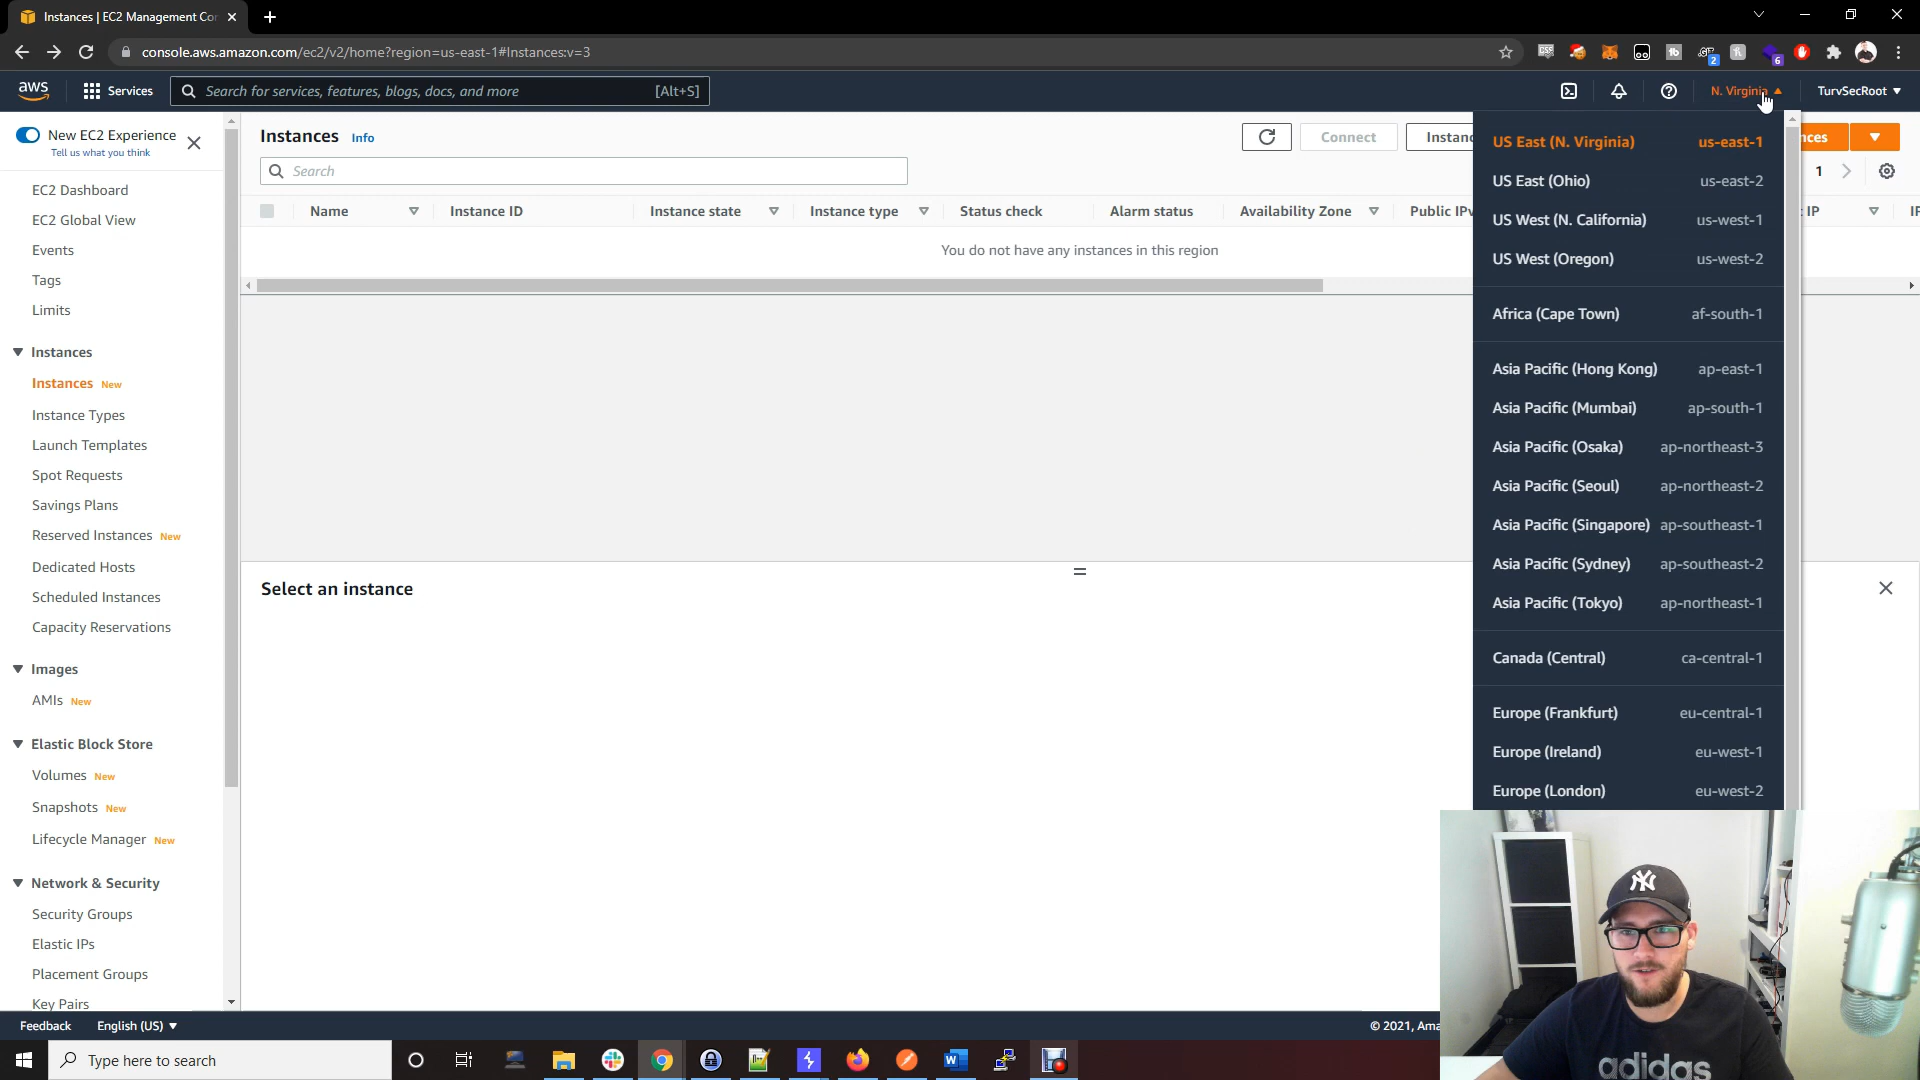 Instances | EC2 Management Co
console.aws.amazon.com/ec2/v2/home?region=us-east-1#Instances:v=3
aws
Services
Search for services, features, blogs, docs, and more [Alt+S]
N. Virginia
TurvSecRoot
New EC2 Experience
Tell us what you think
EC2 Dashboard
EC2 Global View
Events
Tags
Limits
Instances
Instances New
Instance Types
Launch Templates
Spot Requests
Savings Plans
Reserved Instances New
Dedicated Hosts
Scheduled Instances
Capacity Reservations
Images
AMIs New
Elastic Block Store
Volumes New
Snapshots New
Lifecycle Manager New
Network & Security
Security Groups
Elastic IPs
Placement Groups
Key Pairs
Instances Info
Connect
Instanc
nces
Search
1
Name Instance ID Instance state Instance type Status check Alarm status Availability Zone Public IPv IP IP
You do not have any instances in this region
Select an instance
US East (N. Virginia) us-east-1
US East (Ohio) us-east-2
US West (N. California) us-west-1
US West (Oregon) us-west-2
Africa (Cape Town) af-south-1
Asia Pacific (Hong Kong) ap-east-1
Asia Pacific (Mumbai) ap-south-1
Asia Pacific (Osaka) ap-northeast-3
Asia Pacific (Seoul) ap-northeast-2
Asia Pacific (Singapore) ap-southeast-1
Asia Pacific (Sydney) ap-southeast-2
Asia Pacific (Tokyo) ap-northeast-1
Canada (Central) ca-central-1
Europe (Frankfurt) eu-central-1
Europe (Ireland) eu-west-1
Europe (London) eu-west-2
NY
adidas
Feedback English (US)
© 2021, Ama
Type here to search